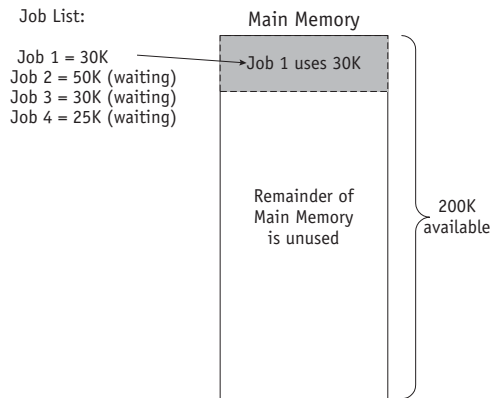 Job List:
Job 1 = 30K
Job 2 = 50K (waiting)
Job 3 = 30K (waiting)
Job 4 = 25K (waiting)
Main Memory
Job 1 uses 30K
Remainder of
Main Memory
is unused
200K
available